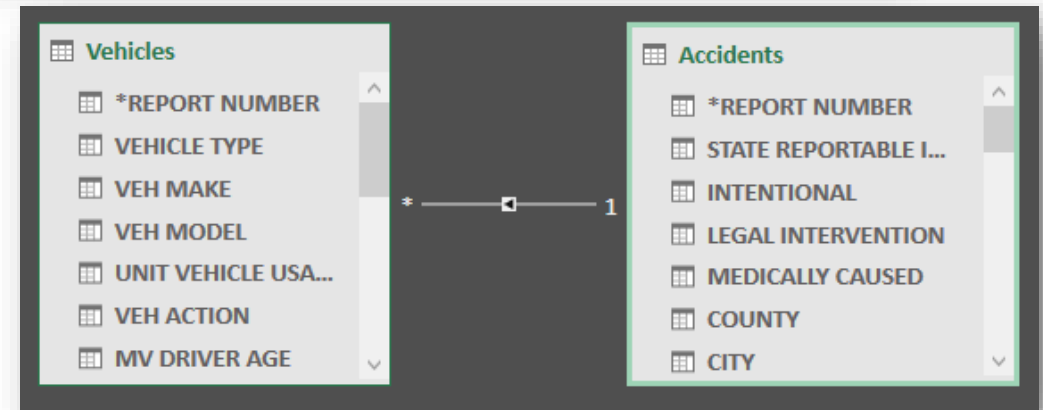 Vehicles
*REPORT NUMBER
VEHICLE TYPE
VEH MAKE
VEH MODEL
UNIT VEHICLE USA...
VEH ACTION
MV DRIVER AGE
* 1
Accidents
*REPORT NUMBER
STATE REPORTABLE I...
INTENTIONAL
LEGAL INTERVENTION
MEDICALLY CAUSED
COUNTY
CITY